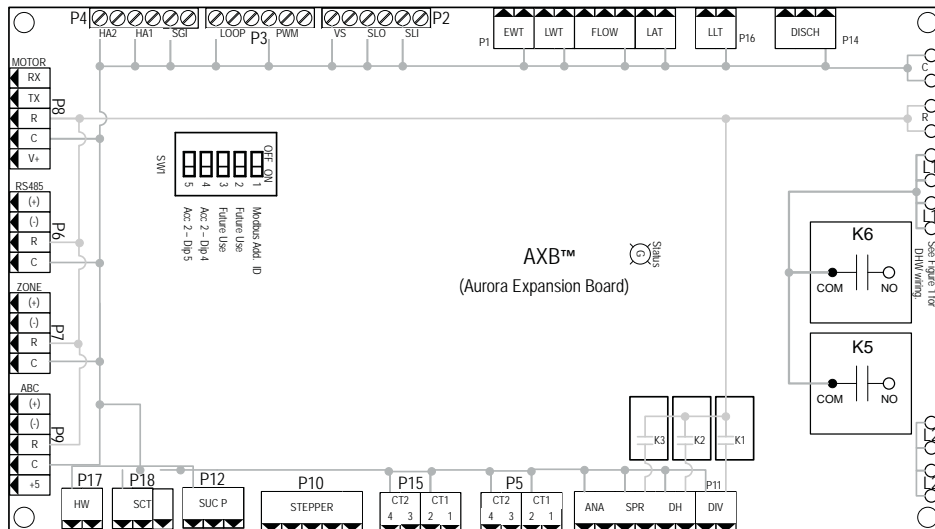 P4
HA2 HA1 SGI
LOOP P3 PWM
VS SLO SLI
P2
P1 EWT LWT FLOW LAT
LLT P16
DISCH P14
C
R
MOTOR
RX
TX
R
C
V+
P8
RS485
(+)
(-)
R
C
P6
ZONE
(+)
(-)
R
C
P7
ABC
(+)
(-)
R
C
+5
P9
SW1
OFF ON
5 4 3 2 1
Modbus Add. ID
Future Use
Future Use
Acc 2 – Dip 4
Acc 2 – Dip 5
AXB™
(Aurora Expansion Board)
Status
G
L1
L1
See Figure 1 for
DHW wiring.
K6
COM NO
K5
COM NO
L2
L2
K3 K2 K1
P17
HW
P18
SCT
P12
SUC P
P10
STEPPER
P15
CT2 CT1
4 3 2 1
P5
CT2 CT1
4 3 2 1
P11
ANA SPR DH DIV